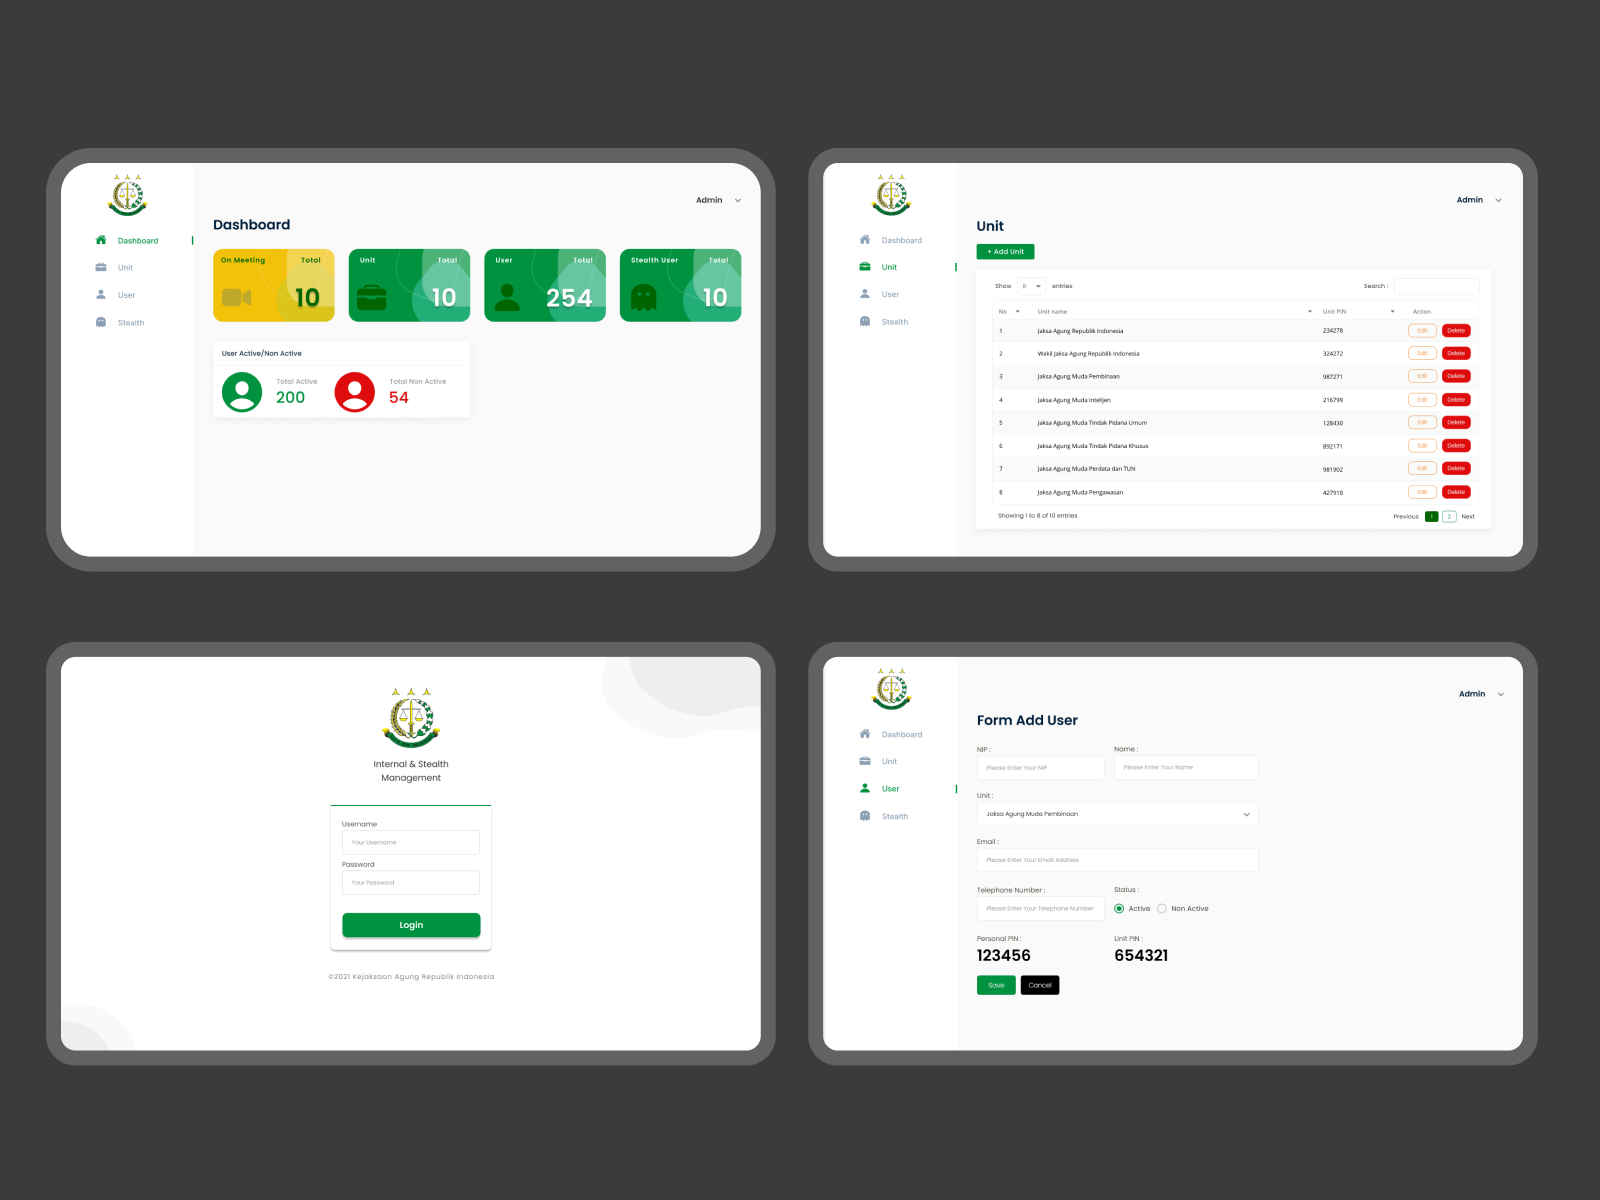 Admin
Dashboard
Dashboard
Unit
User
Stealth
On Meeting Total
10
Unit Total
10
User Total
254
Stealth User Total
10
User Active/Non Active
Total Active
200
Total Non Active
54
Admin
Unit
+ Add Unit
Dashboard
Unit
User
Stealth
Show 8 entries
Search :
No Unit name Unit PIN Action
1 Jaksa Agung Republik Indonesia 234278 Edit Delete
2 Wakil Jaksa Agung Republik Indonesia 324272 Edit Delete
3 Jaksa Agung Muda Pembinaan 987271 Edit Delete
4 Jaksa Agung Muda Intelijen 216799 Edit Delete
5 Jaksa Agung Muda Tindak Pidana Umum 128430 Edit Delete
6 Jaksa Agung Muda Tindak Pidana Khusus 892171 Edit Delete
7 Jaksa Agung Muda Perdata dan TUN 981902 Edit Delete
8 Jaksa Agung Muda Pengawasan 427910 Edit Delete
Showing 1 to 8 of 10 entries
Previous 1 2 Next
Internal & Stealth
Management
Username
Your Username
Password
Your Password
Login
©2021 Kejaksaan Agung Republik Indonesia
Admin
Form Add User
Dashboard
Unit
User
Stealth
NIP : Name :
Please Enter Your NIP Please Enter Your Name
Unit :
Jaksa Agung Muda Pembinaan
Email :
Please Enter Your Email Address
Telephone Number : Status :
Please Enter Your Telephone Number Active Non Active
Personal PIN : Unit PIN :
123456 654321
Save Cancel